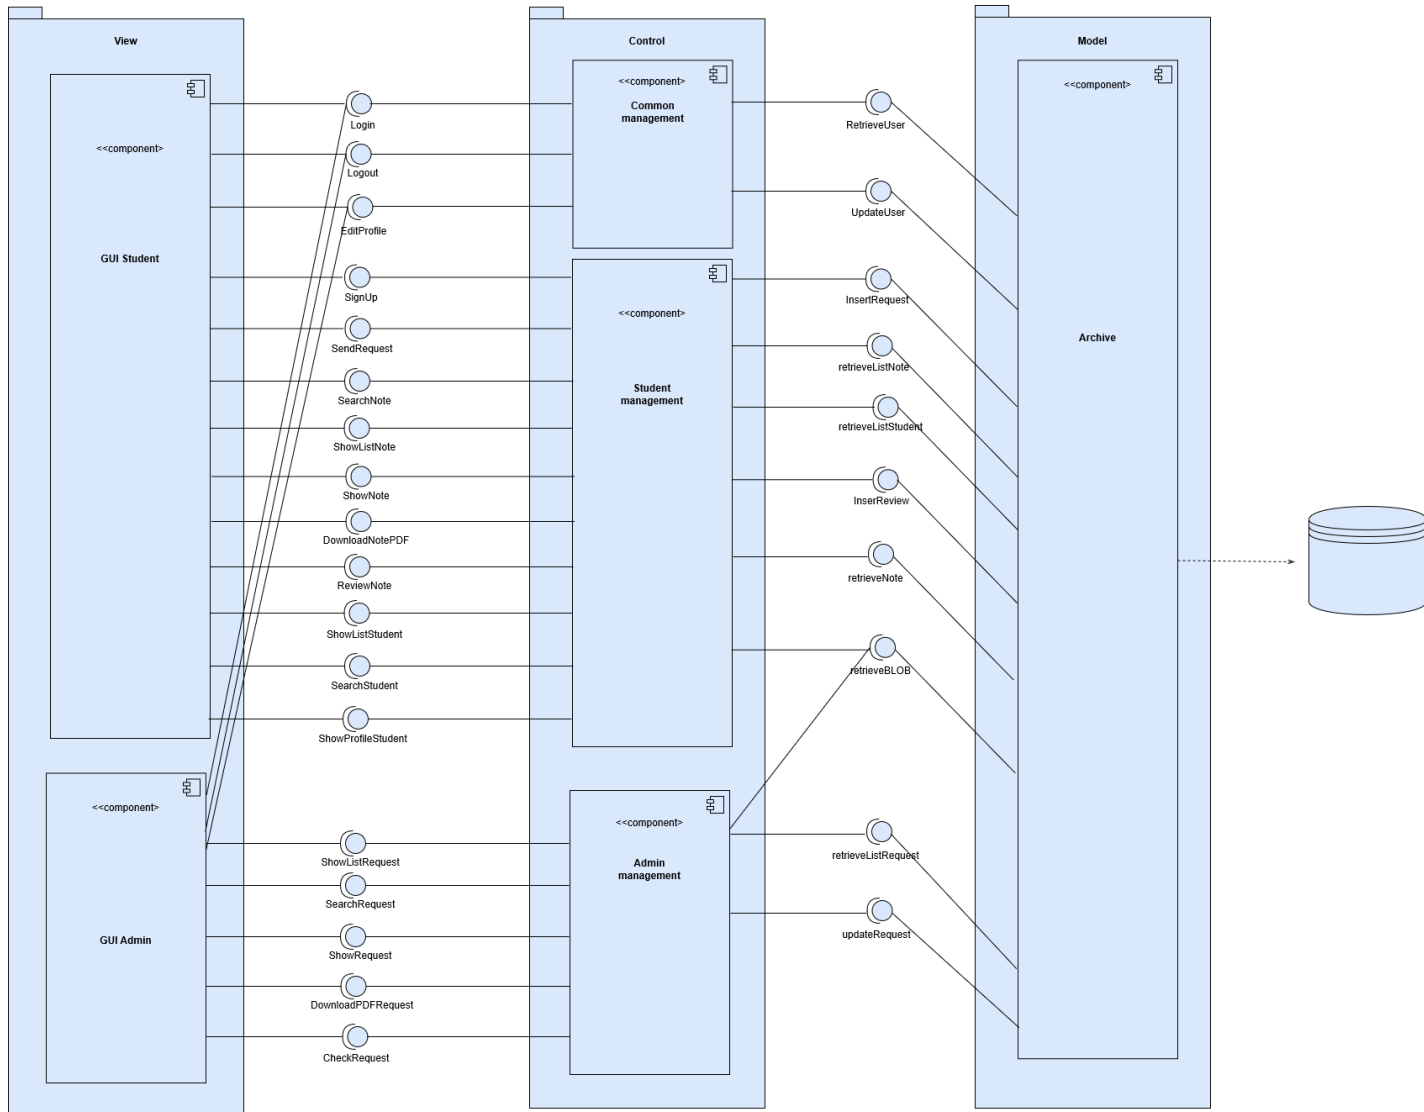 View
<<component>>
GUI Student
<<component>>
GUI Admin
Login
Logout
EditProfile
SignUp
SendRequest
SearchNote
ShowListNote
ShowNote
DownloadNotePDF
ReviewNote
ShowListStudent
SearchStudent
ShowProfileStudent
ShowListRequest
SearchRequest
ShowRequest
DownloadPDFRequest
CheckRequest
Control
<<component>>
Common
management
<<component>>
Student
management
<<component>>
Admin
management
RetrieveUser
UpdateUser
InsertRequest
retrieveListNote
retrieveListStudent
InserReview
retrieveNote
retrieveBLOB
retrieveListRequest
updateRequest
Model
<<component>>
Archive